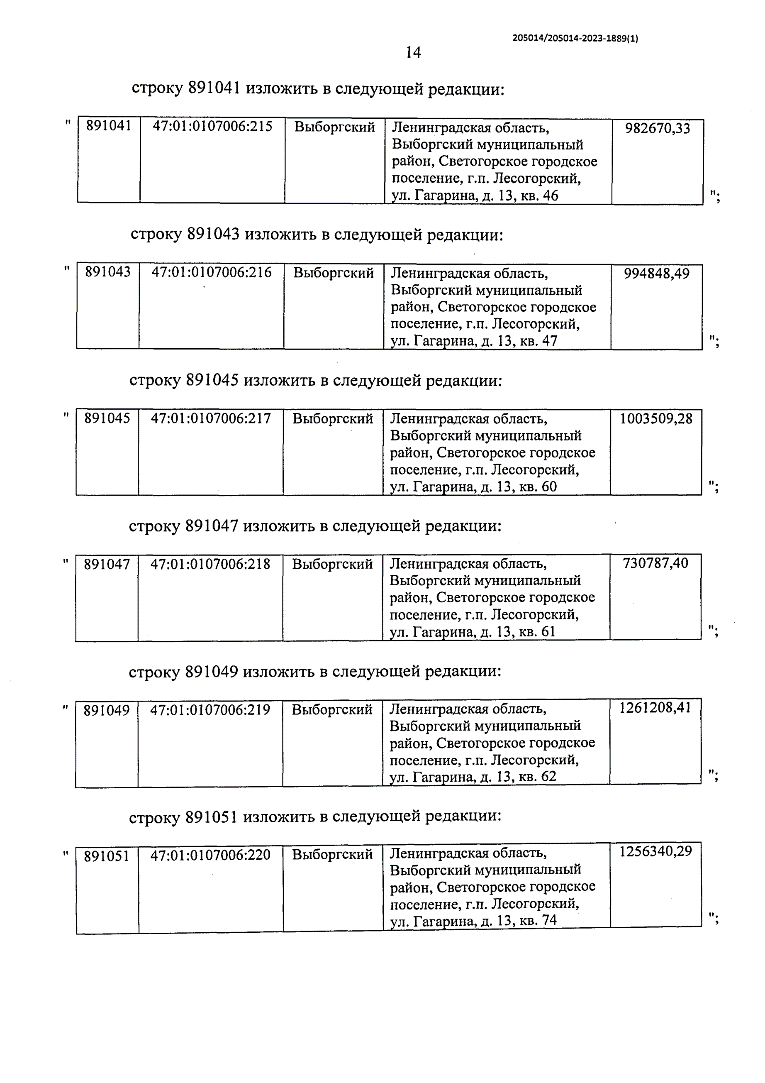 205014/205014-2023-1889(1)
14
строку 891041 изложить в следующей редакции:
" 891041 47:01:0107006:215 Выборгский Ленинградская область, 982670,33
Выборгский муниципальный
район, Светогорское городское
поселение, г.п. Лесогорский,
ул. Гагарина, д. 13, кв. 46 ";
строку 891043 изложить в следующей редакции:
" 891043 47:01:0107006:216 Выборгский Ленинградская область, 994848,49
Выборгский муниципальный
район, Светогорское городское
поселение, г.п. Лесогорский,
ул. Гагарина, д. 13, кв. 47 ";
строку 891045 изложить в следующей редакции:
" 891045 47:01:0107006:217 Выборгский Ленинградская область, 1003509,28
Выборгский муниципальный
район, Светогорское городское
поселение, г.п. Лесогорский,
ул. Гагарина, д. 13, кв. 60 ";
строку 891047 изложить в следующей редакции:
" 891047 47:01:0107006:218 Выборгский Ленинградская область, 730787,40
Выборгский муниципальный
район, Светогорское городское
поселение, г.п. Лесогорский,
ул. Гагарина, д. 13, кв. 61 ";
строку 891049 изложить в следующей редакции:
" 891049 47:01:0107006:219 Выборгский Ленинградская область, 1261208,41
Выборгский муниципальный
район, Светогорское городское
поселение, г.п. Лесогорский,
ул. Гагарина, д. 13, кв. 62 ";
строку 891051 изложить в следующей редакции:
" 891051 47:01:0107006:220 Выборгский Ленинградская область, 1256340,29
Выборгский муниципальный
район, Светогорское городское
поселение, г.п. Лесогорский,
ул. Гагарина, д. 13, кв. 74 ";